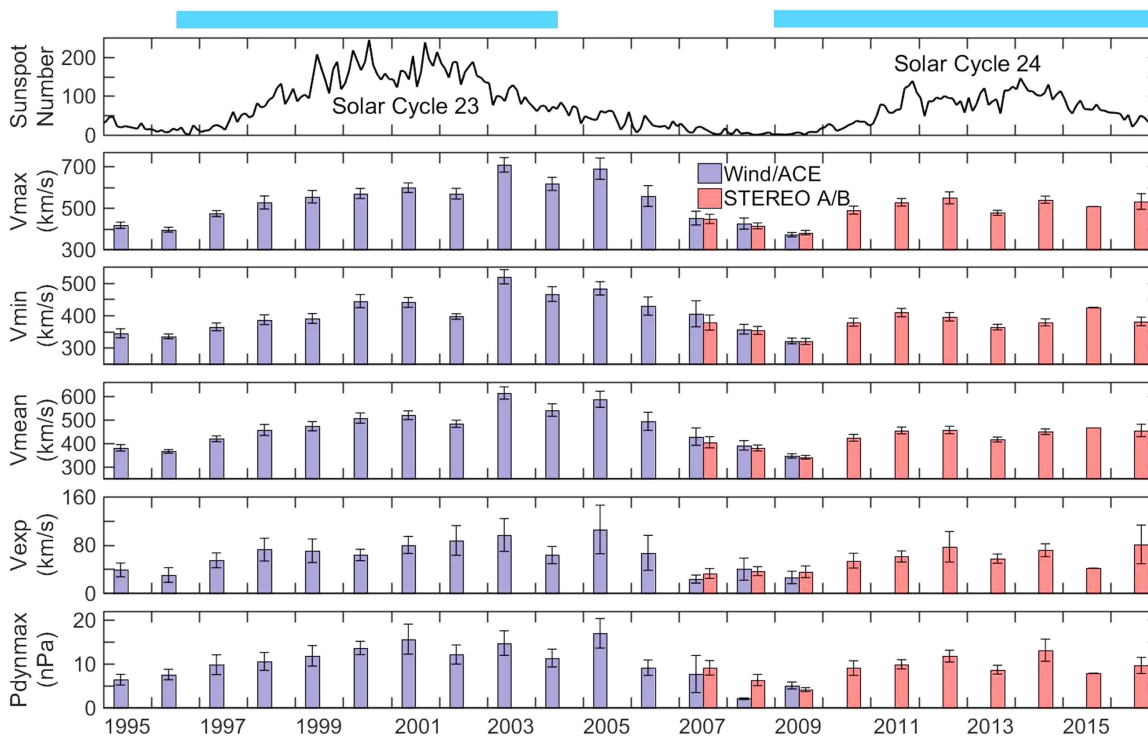 Sunspot
Number
200
100
0
Solar Cycle 23
Solar Cycle 24
Vmax
(km/s)
700
500
300
Wind/ACE
STEREO A/B
Vmin
(km/s)
500
400
300
Vmean
(km/s)
600
500
400
300
Vexp
(km/s)
160
80
0
Pdynmax
(nPa)
20
10
0
1995 1997 1999 2001 2003 2005 2007 2009 2011 2013 2015